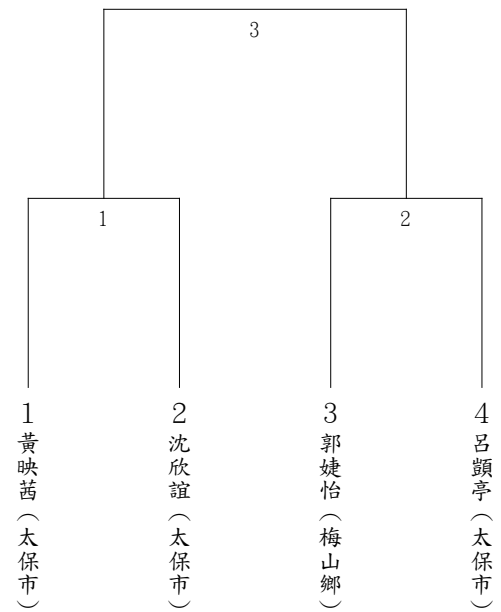 3
1
2
1 黃映茜（太保市）
2 沈欣誼（太保市）
3 郭婕怡（梅山鄉）
4 呂顗亭（太保市）